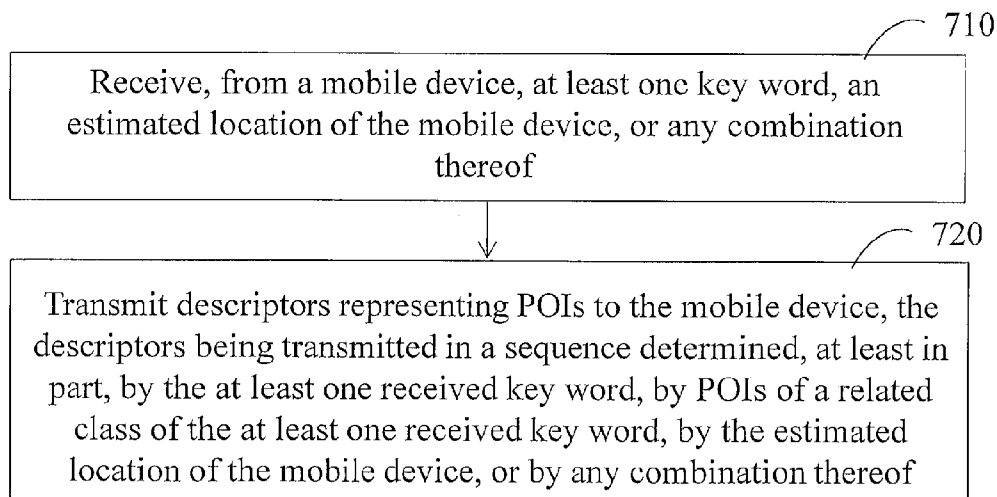 710
Receive, from a mobile device, at least one key word, an
estimated location of the mobile device, or any combination
thereof
720
Transmit descriptors representing POIs to the mobile device, the
descriptors being transmitted in a sequence determined, at least in
part, by the at least one received key word, by POIs of a related
class of the at least one received key word, by the estimated
location of the mobile device, or by any combination thereof